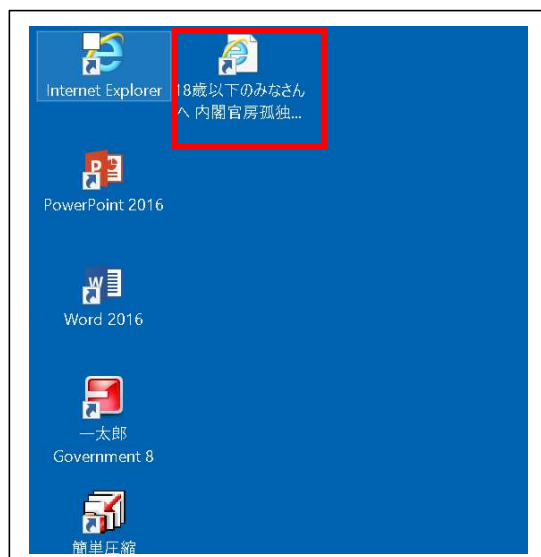 Internet Explorer
18歳以下のみなさん
へ 内閣官房孤独...
PowerPoint 2016
Word 2016
一太郎
Government 8
簡単圧縮